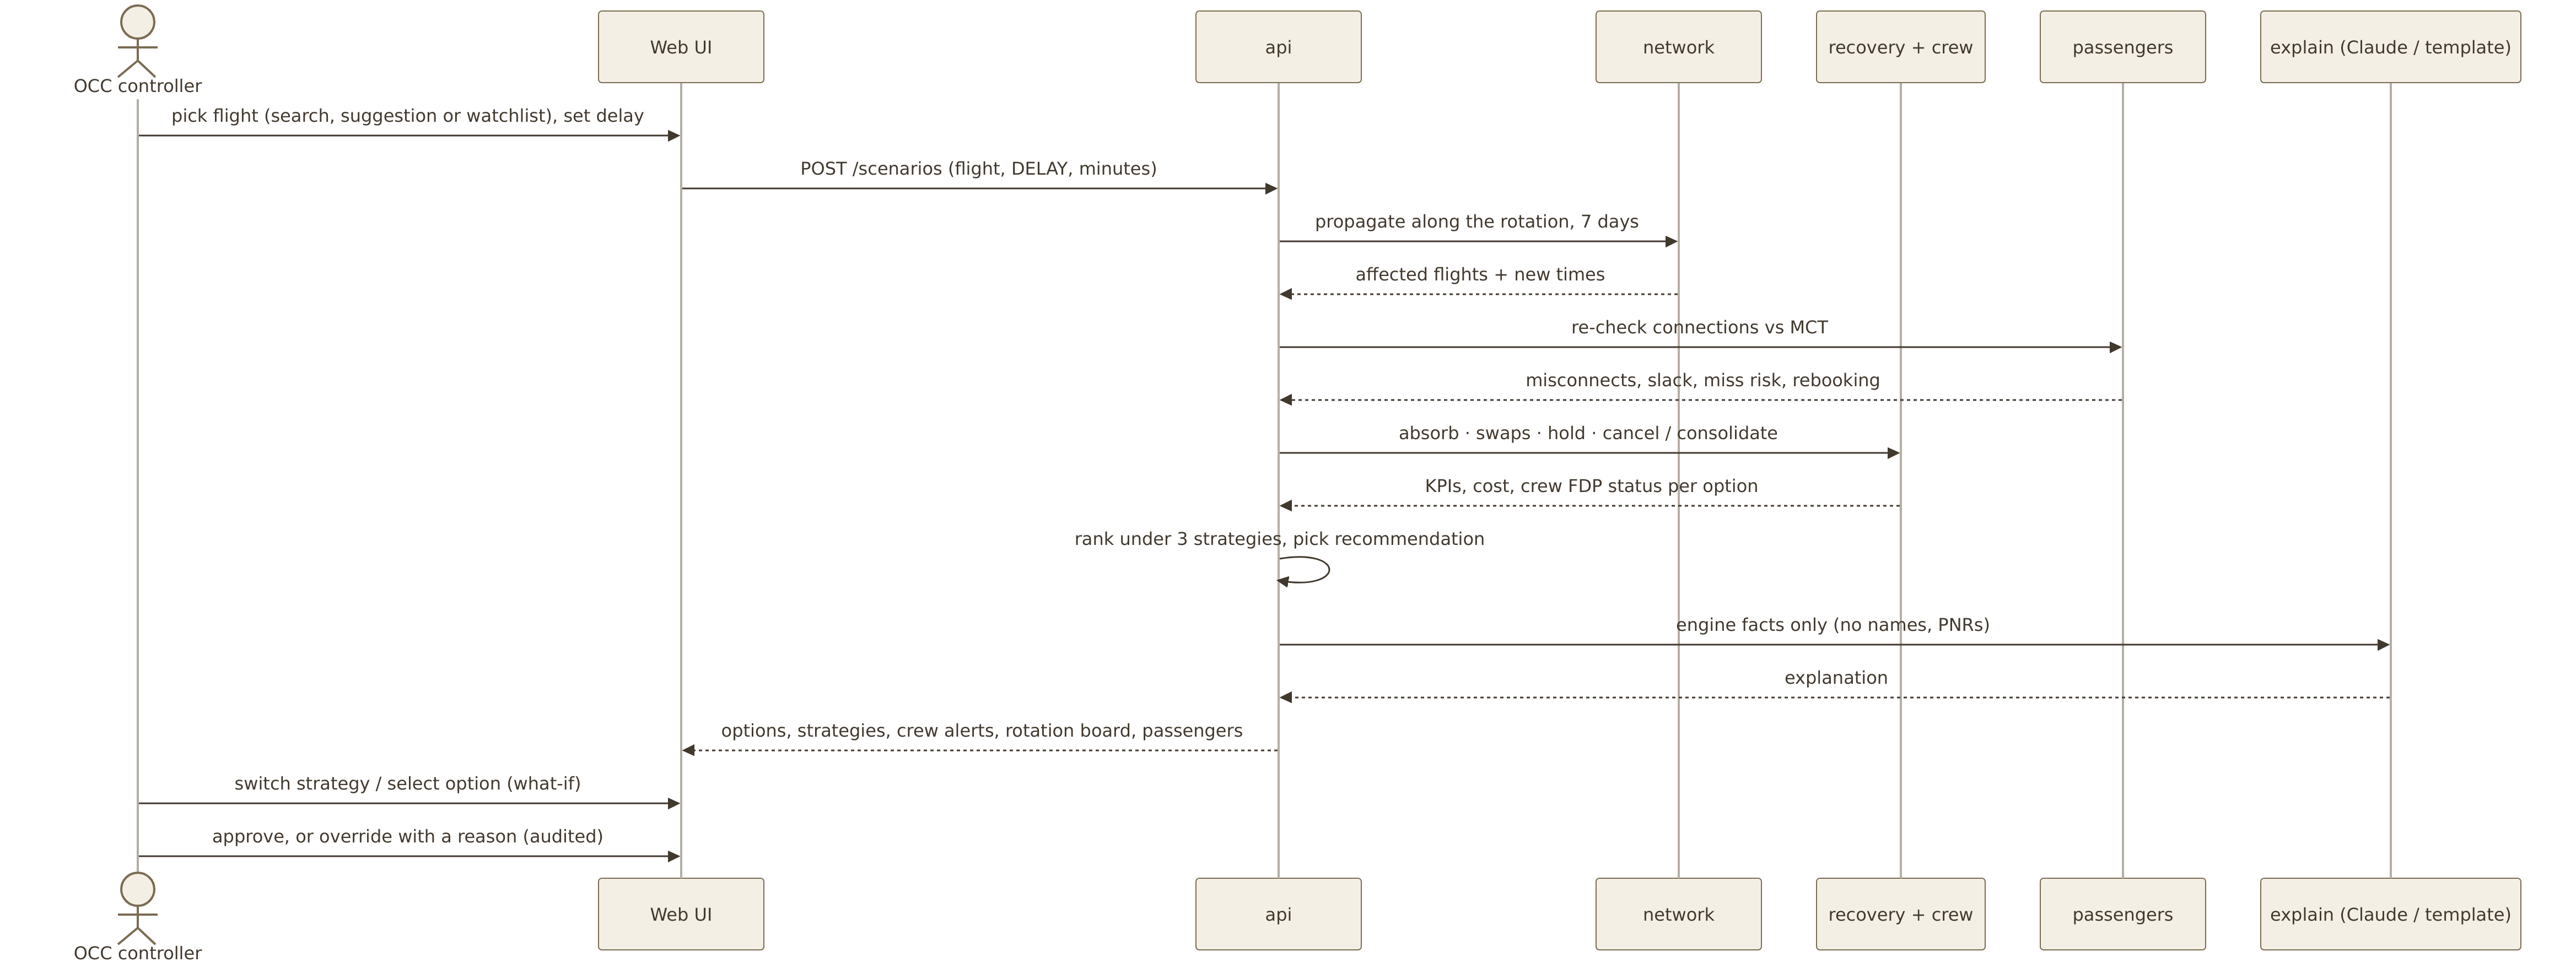 OCC controller
Web UI
api
network
recovery + crew
passengers
explain (Claude / template)
pick flight (search, suggestion or watchlist), set delay
POST /scenarios (flight, DELAY, minutes)
propagate along the rotation, 7 days
affected flights + new times
re-check connections vs MCT
misconnects, slack, miss risk, rebooking
absorb · swaps · hold · cancel / consolidate
KPIs, cost, crew FDP status per option
rank under 3 strategies, pick recommendation
engine facts only (no names, PNRs)
explanation
options, strategies, crew alerts, rotation board, passengers
switch strategy / select option (what-if)
approve, or override with a reason (audited)
OCC controller
Web UI
api
network
recovery + crew
passengers
explain (Claude / template)